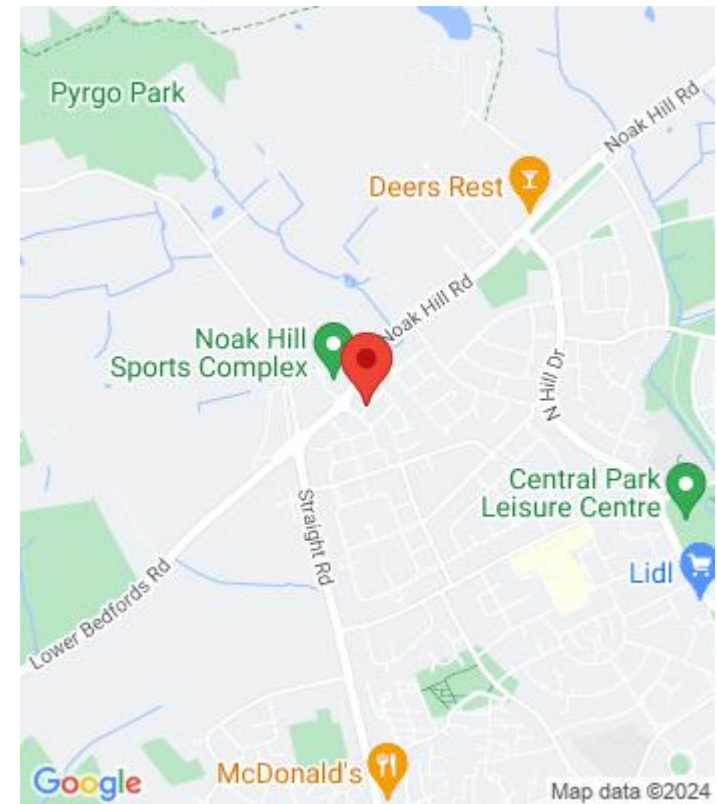 Pyrgo Park
Noak Hill Rd
Deers Rest
Noak Hill Rd
Noak Hill
Sports Complex
N Hill Dr
Central Park
Leisure Centre
Straight Rd
Lidl
Lower Bedfords Rd
McDonald's
Google
Map data ©2024